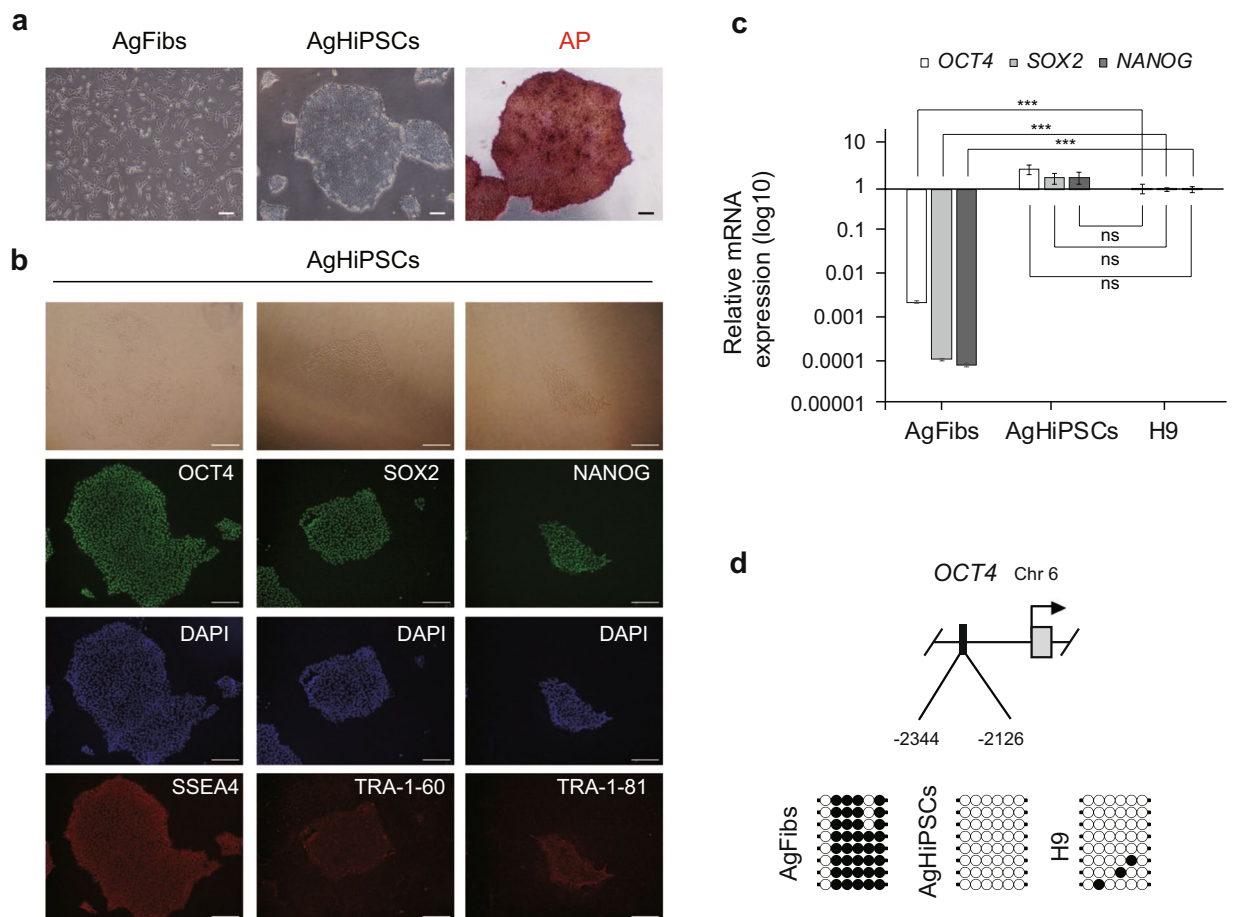 a
AgFibs
AgHiPSCs
AP
b
AgHiPSCs
OCT4
SOX2
NANOG
DAPI
DAPI
DAPI
SSEA4
TRA-1-60
TRA-1-81
c
OCT4
SOX2
NANOG
***
***
***
Relative mRNA
expression (log10)
10
1
0.1
0.01
0.001
0.0001
0.00001
ns
ns
ns
AgFibs
AgHiPSCs
H9
d
OCT4 Chr 6
-2344
-2126
AgFibs
AgHiPSCs
H9